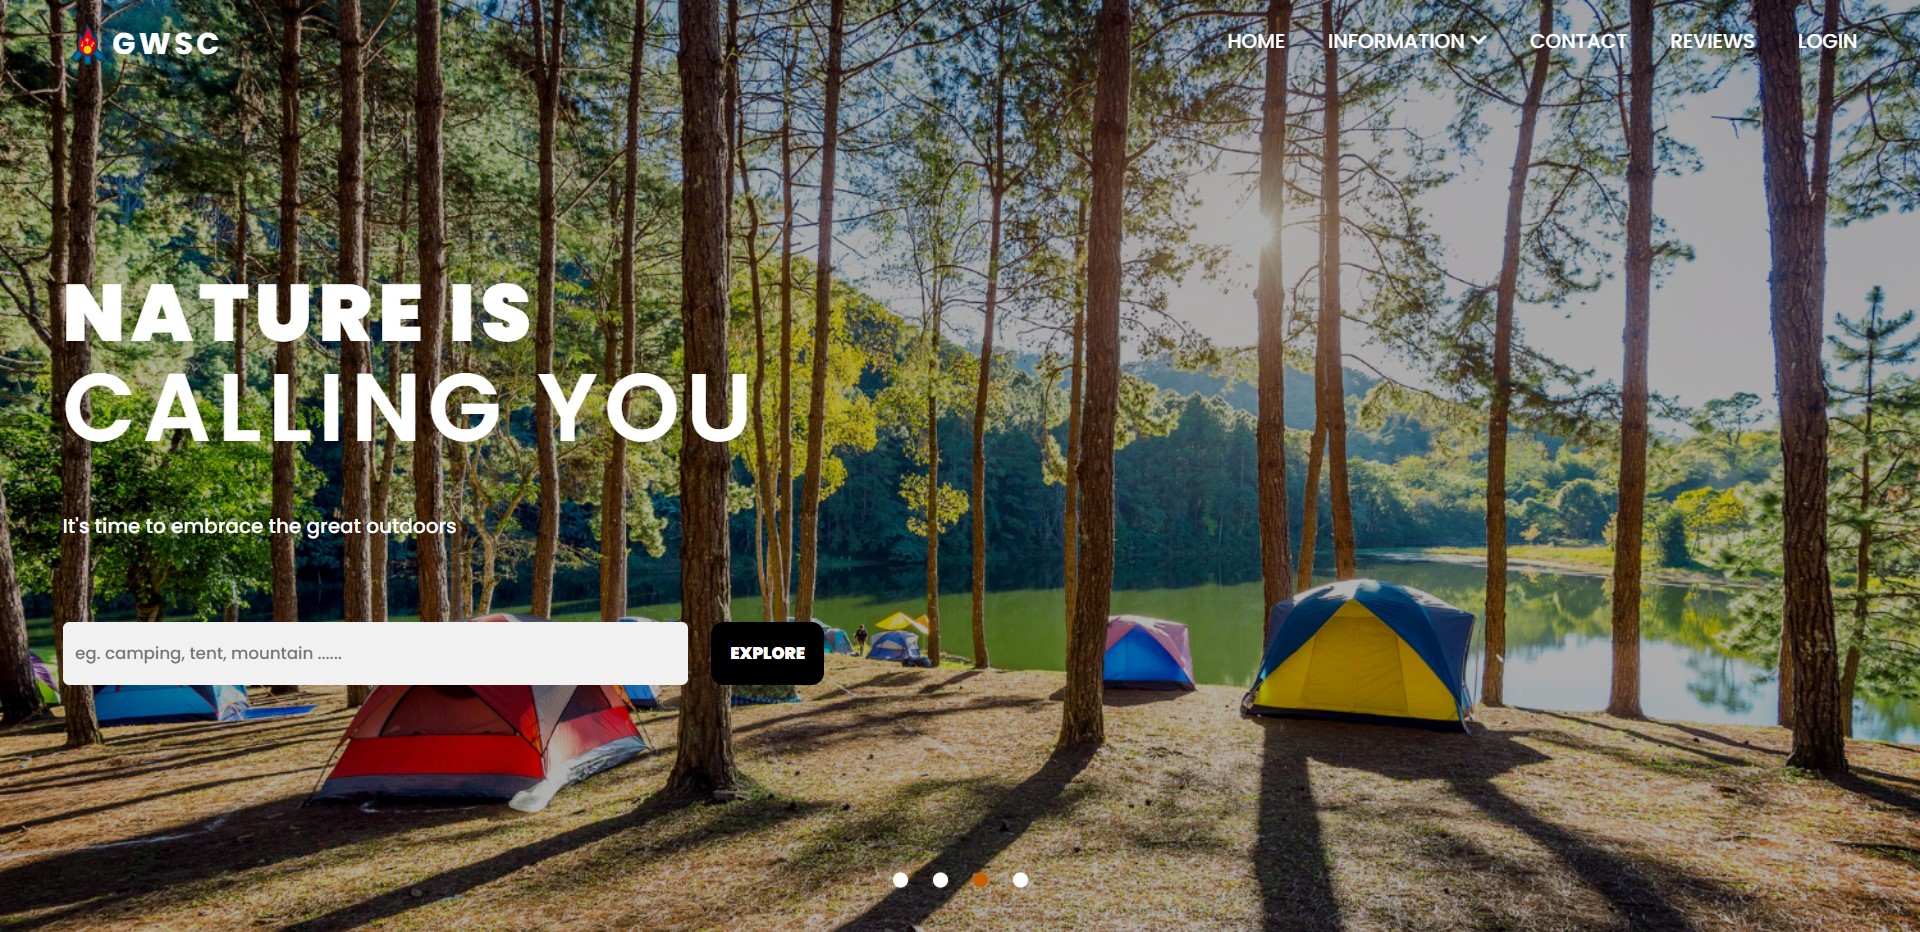 GWSC
HOME INFORMATION CONTACT REVIEWS LOGIN
NATURE IS
CALLING YOU
It's time to embrace the great outdoors
eg. camping, tent, mountain ......
EXPLORE